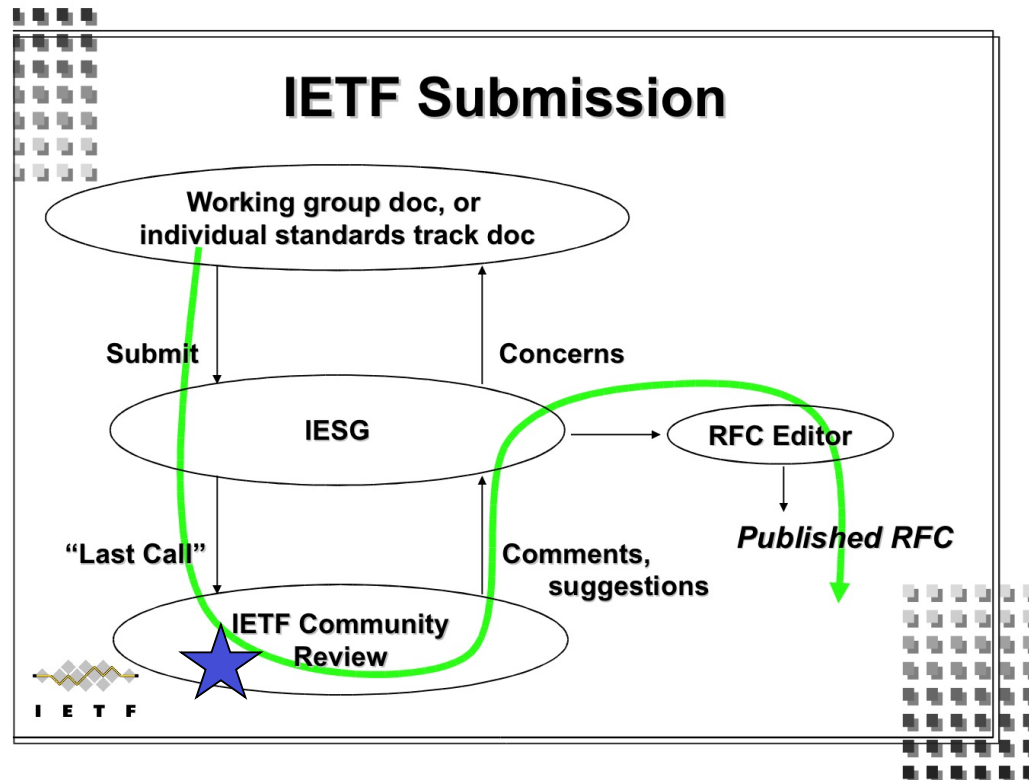 IETF Submission
Working group doc, or
individual standards track doc
Submit
Concerns
IESG
RFC Editor
Published RFC
“Last Call”
Comments,
suggestions
IETF Community
Review
I E T F